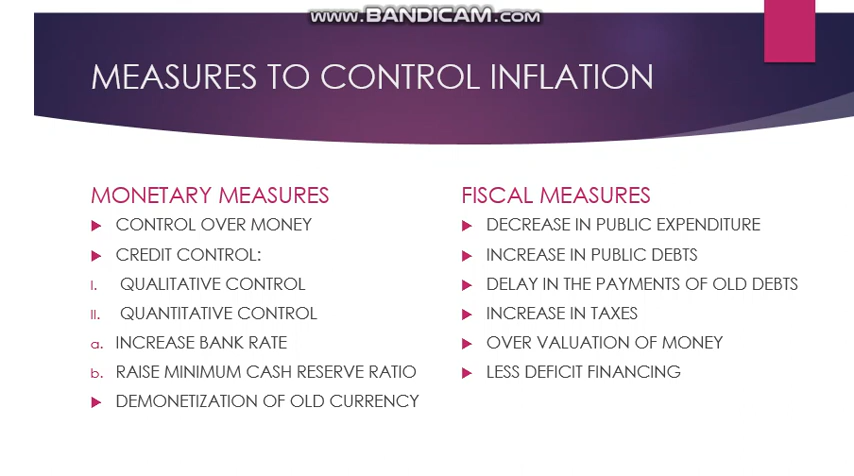 www.BANDICAM.com
MEASURES TO CONTROL INFLATION
MONETARY MEASURES
► CONTROL OVER MONEY
► CREDIT CONTROL:
I. QUALITATIVE CONTROL
II. QUANTITATIVE CONTROL
a. INCREASE BANK RATE
b. RAISE MINIMUM CASH RESERVE RATIO
► DEMONETIZATION OF OLD CURRENCY
FISCAL MEASURES
► DECREASE IN PUBLIC EXPENDITURE
► INCREASE IN PUBLIC DEBTS
► DELAY IN THE PAYMENTS OF OLD DEBTS
► INCREASE IN TAXES
► OVER VALUATION OF MONEY
► LESS DEFICIT FINANCING